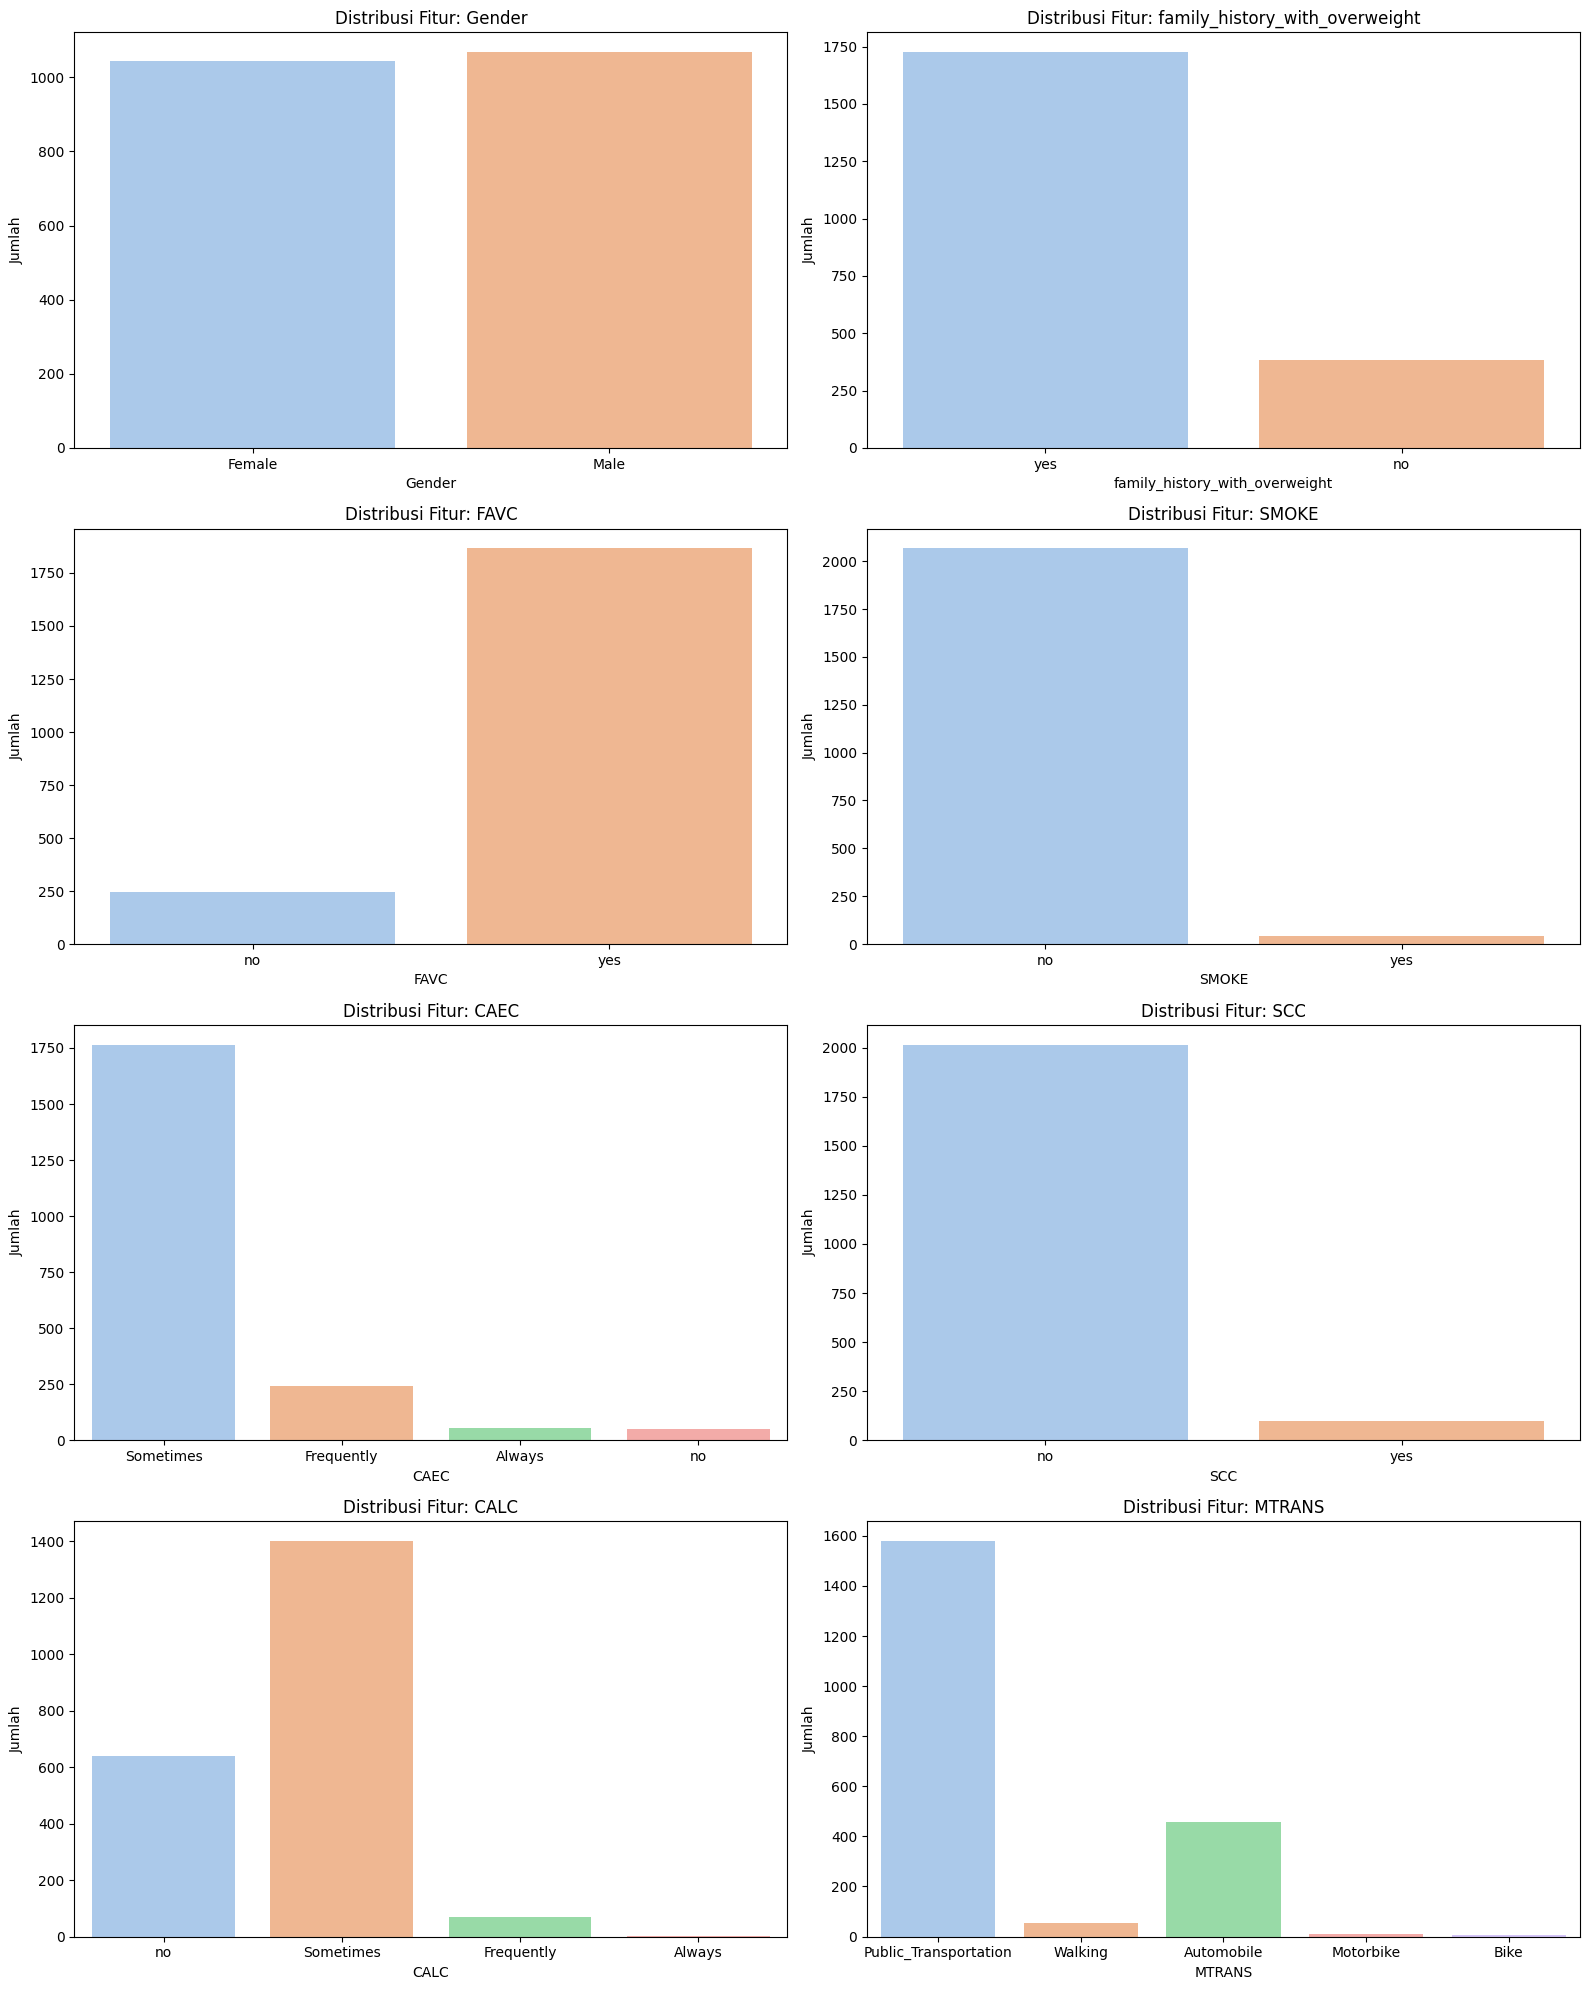 Distribusi Fitur: Gender
1000
800
600
400
200
0
Jumlah
Female Male
Gender
Distribusi Fitur: family_history_with_overweight
1750
1500
1250
1000
750
500
250
0
Jumlah
yes no
family_history_with_overweight
Distribusi Fitur: FAVC
1750
1500
1250
1000
750
500
250
0
Jumlah
no yes
FAVC
Distribusi Fitur: SMOKE
2000
1750
1500
1250
1000
750
500
250
0
Jumlah
no yes
SMOKE
Distribusi Fitur: CAEC
1750
1500
1250
1000
750
500
250
0
Jumlah
Sometimes Frequently Always no
CAEC
Distribusi Fitur: SCC
2000
1750
1500
1250
1000
750
500
250
0
Jumlah
no yes
SCC
Distribusi Fitur: CALC
1400
1200
1000
800
600
400
200
0
Jumlah
no Sometimes Frequently Always
CALC
Distribusi Fitur: MTRANS
1600
1400
1200
1000
800
600
400
200
0
Jumlah
Public_Transportation Walking Automobile Motorbike Bike
MTRANS